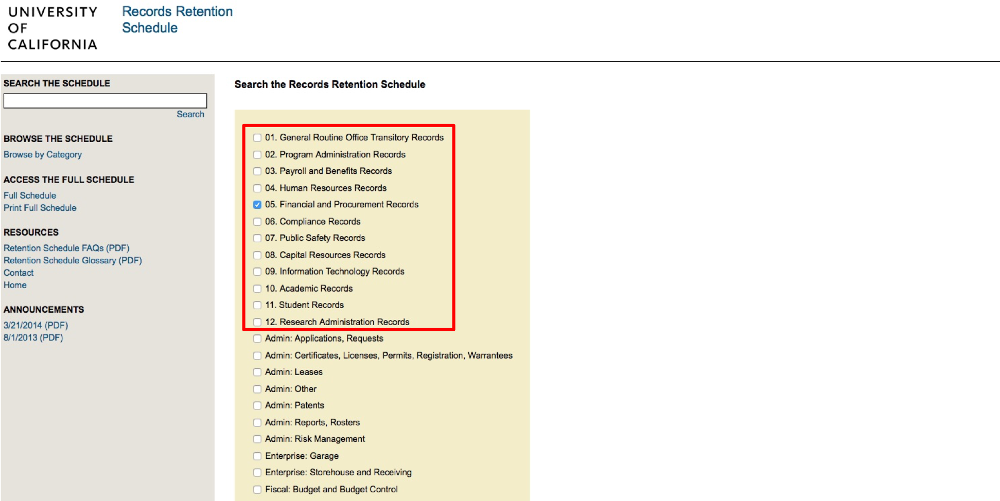 UNIVERSITY
OF
CALIFORNIA
Records Retention
Schedule
SEARCH THE SCHEDULE
Search
BROWSE THE SCHEDULE
Browse by Category
ACCESS THE FULL SCHEDULE
Full Schedule
Print Full Schedule
RESOURCES
Retention Schedule FAQs (PDF)
Retention Schedule Glossary (PDF)
Contact
Home
ANNOUNCEMENTS
3/21/2014 (PDF)
8/1/2013 (PDF)
Search the Records Retention Schedule
01. General Routine Office Transitory Records
02. Program Administration Records
03. Payroll and Benefits Records
04. Human Resources Records
05. Financial and Procurement Records
06. Compliance Records
07. Public Safety Records
08. Capital Resources Records
09. Information Technology Records
10. Academic Records
11. Student Records
12. Research Administration Records
Admin: Applications, Requests
Admin: Certificates, Licenses, Permits, Registration, Warrantees
Admin: Leases
Admin: Other
Admin: Patents
Admin: Reports, Rosters
Admin: Risk Management
Enterprise: Garage
Enterprise: Storehouse and Receiving
Fiscal: Budget and Budget Control